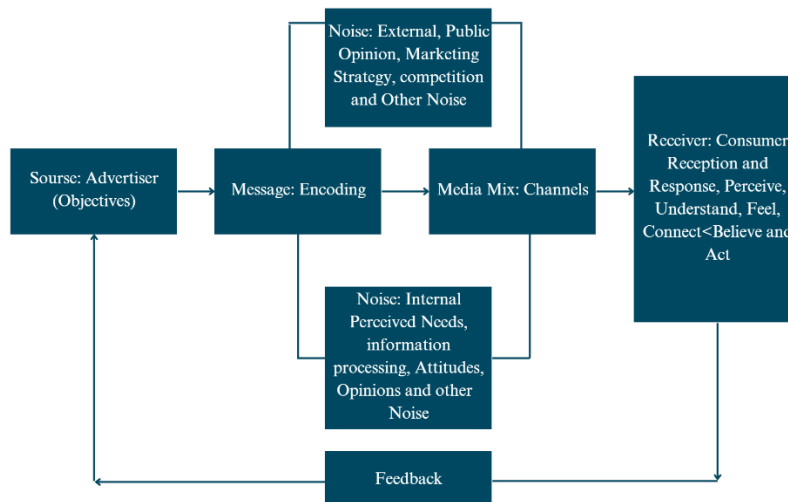 Noise: External, Public
Opinion, Marketing
Strategy, competition
and Other Noise
Sourse: Advertiser
(Objectives)
Message: Encoding
Media Mix: Channels
Receiver: Consumer
Reception and
Response, Perceive,
Understand, Feel,
Connect<Believe and
Act
Noise: Internal
Perceived Needs,
information
processing, Attitudes,
Opinions and other
Noise
Feedback